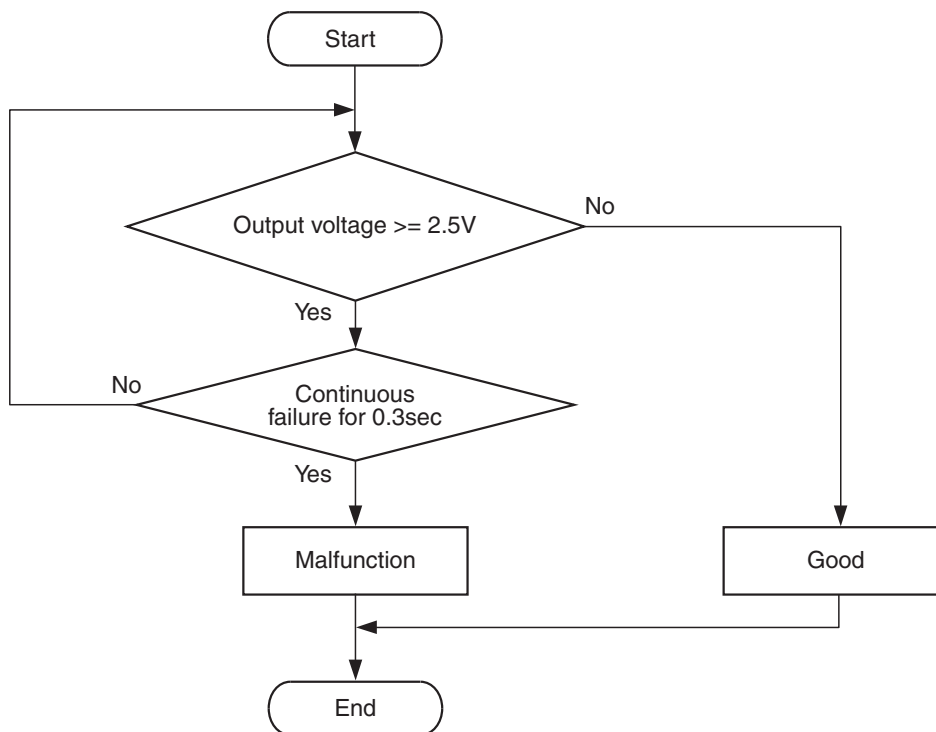 Start
Output voltage >= 2.5V
No
Yes
No
Continuous
failure for 0.3sec
Yes
Malfunction
Good
End